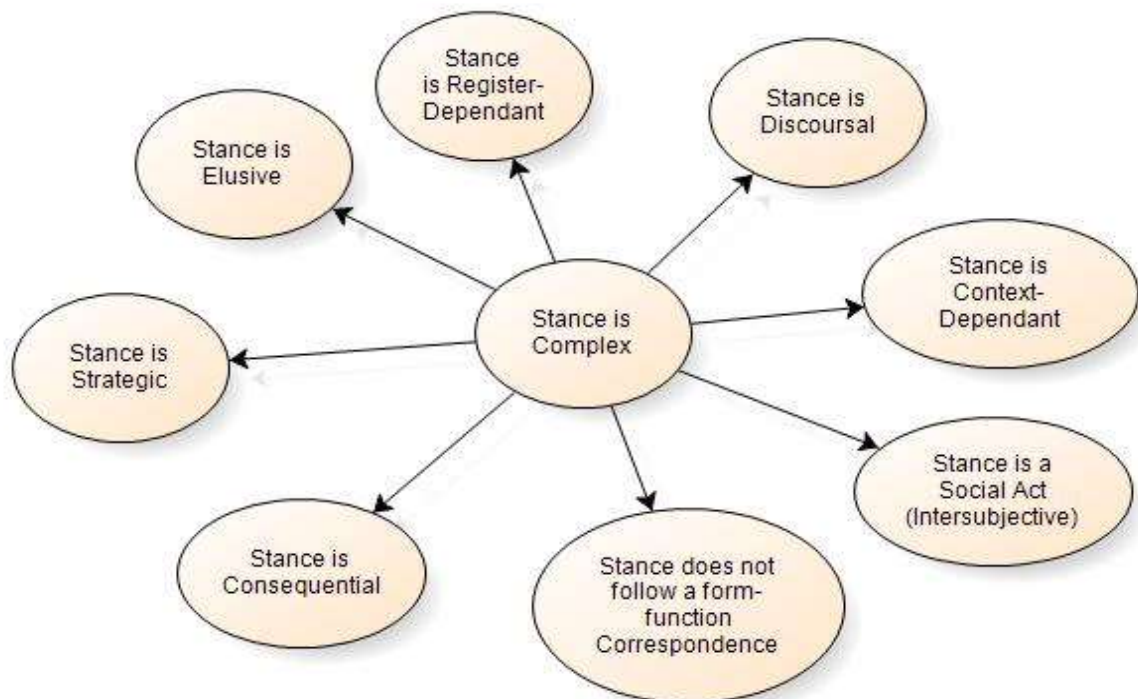 Stance
is Register-
Dependant
Stance is
Discoursal
Stance is
Elusive
Stance is
Context-
Dependant
Stance is
Complex
Stance is
Strategic
Stance is a
Social Act
(Intersubjective)
Stance is
Consequential
Stance does not
follow a form-
function
Correspondence